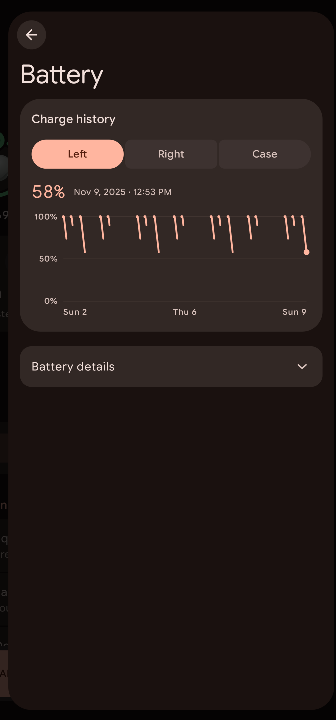 Battery
Charge history
Left
Right
Case
58%
Nov 9, 2025 · 12:53 PM
100%
50%
0%
Sun 2
Thu 6
Sun 9
Battery details